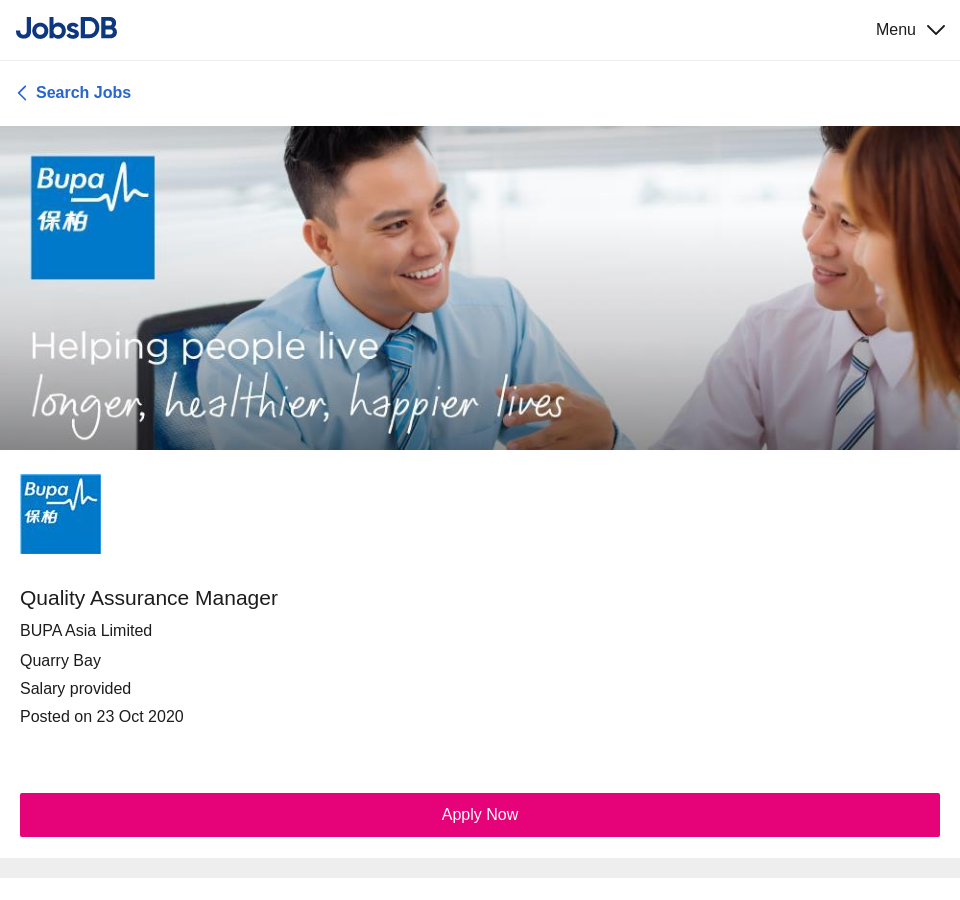 JobsDB
Menu
Search Jobs
Bupa
保柏
Helping people live
longer, healthier, happier lives
Bupa
保柏
Quality Assurance Manager
BUPA Asia Limited
Quarry Bay
Salary provided
Posted on 23 Oct 2020
Apply Now